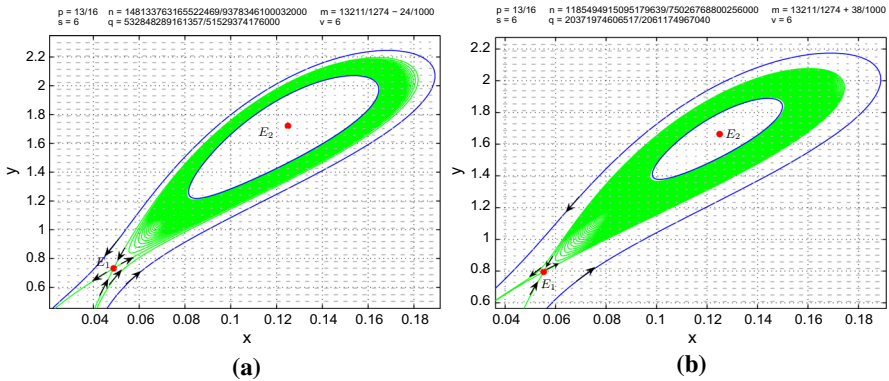 p = 13/16 n = 148133763165522469/9378346100032000 m = 13211/1274 − 24/1000
s = 6 q = 532848289161357/51529374176000 v = 6
2.2
2
1.8
1.6
1.4
1.2
1
0.8
0.6
y
E2
E1
0.04 0.06 0.08 0.1 0.12 0.14 0.16 0.18
x
(a)
p = 13/16 n = 1185494915095179639/75026768800256000 m = 13211/1274 + 38/1000
s = 6 q = 20371974606517/2061174967040 v = 6
2.2
2
1.8
1.6
1.4
1.2
1
0.8
0.6
y
E2
E1
0.04 0.06 0.08 0.1 0.12 0.14 0.16 0.18
x
(b)